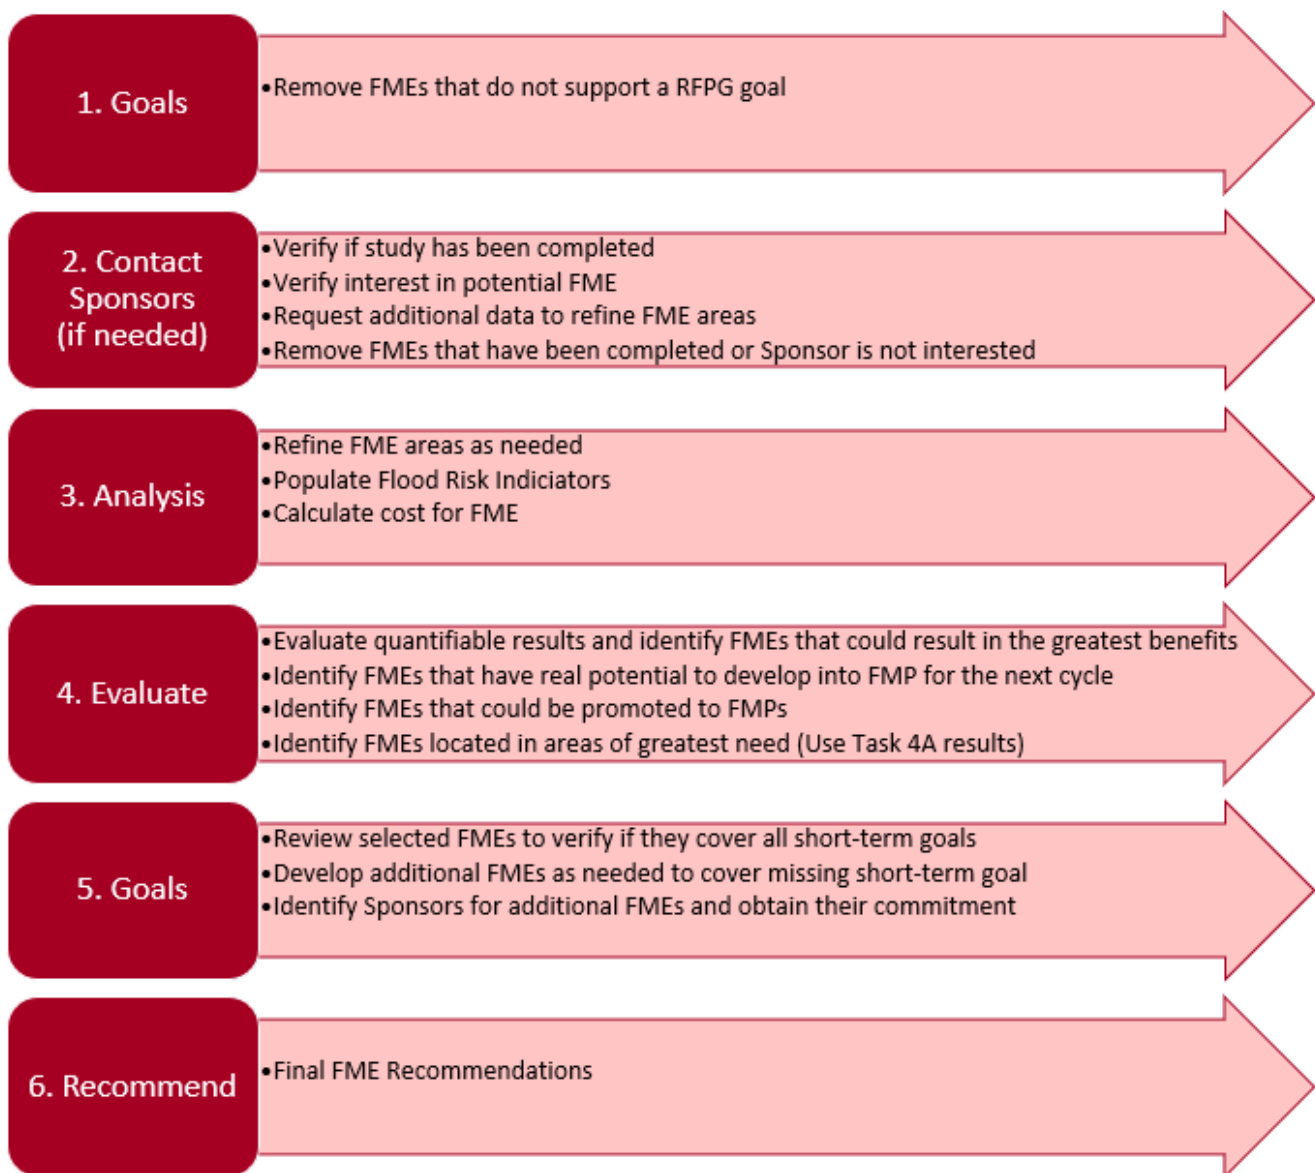 1. Goals
•Remove FMEs that do not support a RFPG goal
2. Contact
Sponsors
(if needed)
•Verify if study has been completed
•Verify interest in potential FME
•Request additional data to refine FME areas
•Remove FMEs that have been completed or Sponsor is not interested
3. Analysis
•Refine FME areas as needed
•Populate Flood Risk Indiciators
•Calculate cost for FME
4. Evaluate
•Evaluate quantifiable results and identify FMEs that could result in the greatest benefits
•Identify FMEs that have real potential to develop into FMP for the next cycle
•Identify FMEs that could be promoted to FMPs
•Identify FMEs located in areas of greatest need (Use Task 4A results)
5. Goals
•Review selected FMEs to verify if they cover all short-term goals
•Develop additional FMEs as needed to cover missing short-term goal
•Identify Sponsors for additional FMEs and obtain their commitment
6. Recommend
•Final FME Recommendations